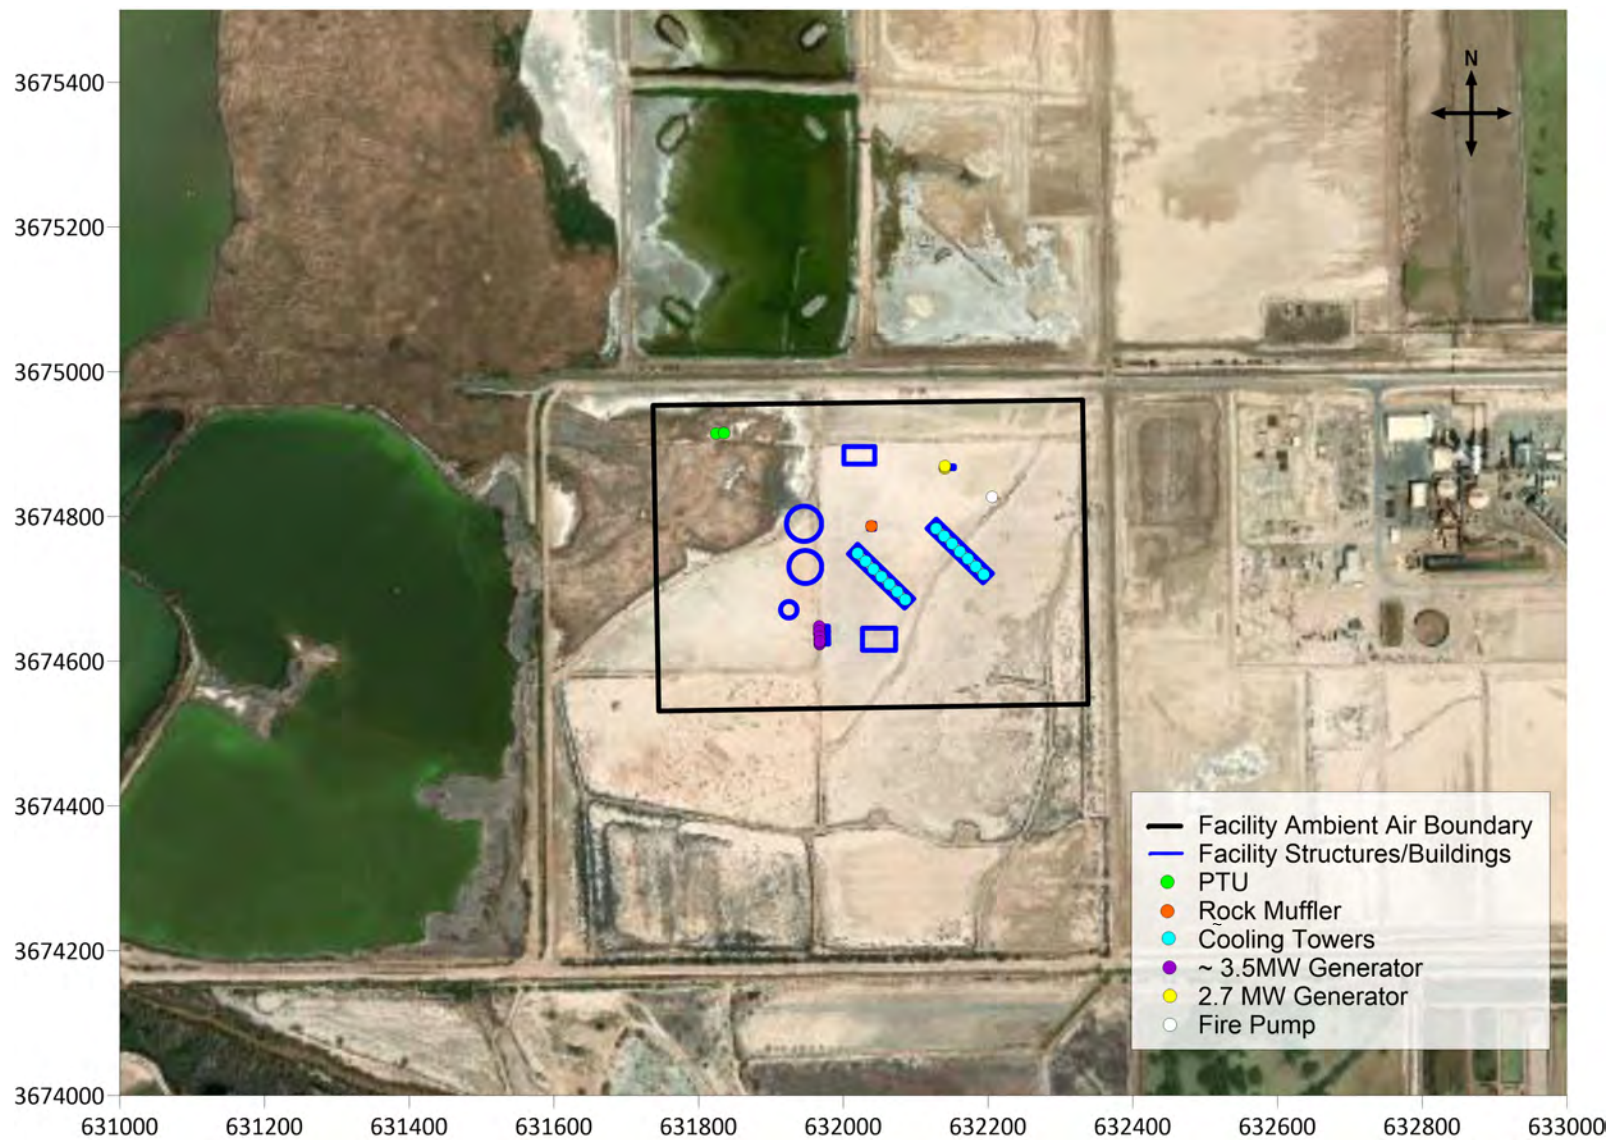 N
3675400
3675200
3675000
3674800
3674600
3674400
3674200
3674000
631000 631200 631400 631600 631800 632000 632200 632400 632600 632800 633000
Facility Ambient Air Boundary
Facility Structures/Buildings
PTU
Rock Muffler
~
Cooling Towers
~ 3.5MW Generator
2.7 MW Generator
Fire Pump